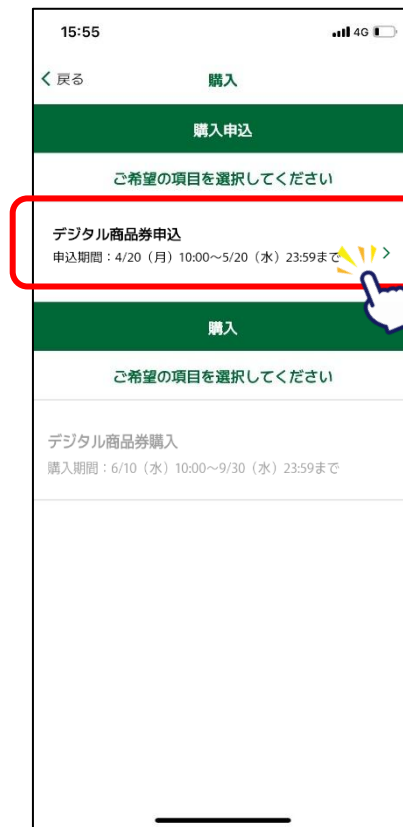 15:55 4G
戻る 購入
購入申込
ご希望の項目を選択してください
デジタル商品券申込
申込期間：4/20（月）10:00～5/20（水）23:59まで
購入
ご希望の項目を選択してください
デジタル商品券購入
購入期間：6/10（水）10:00～9/30（水）23:59まで